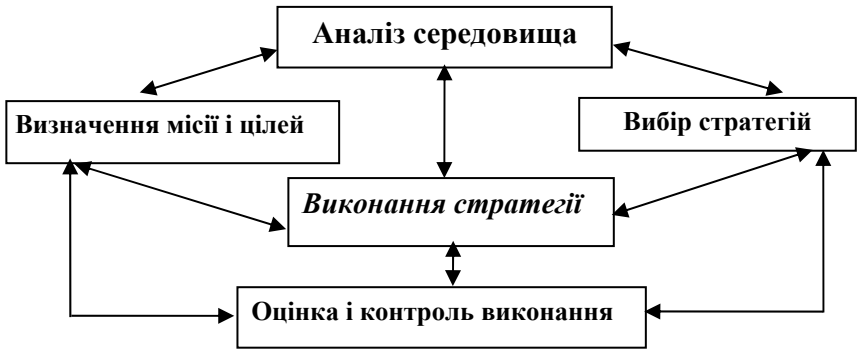 Аналіз середовища
Визначення місії і цілей
Вибір стратегій
Виконання стратегії
Оцінка і контроль виконання